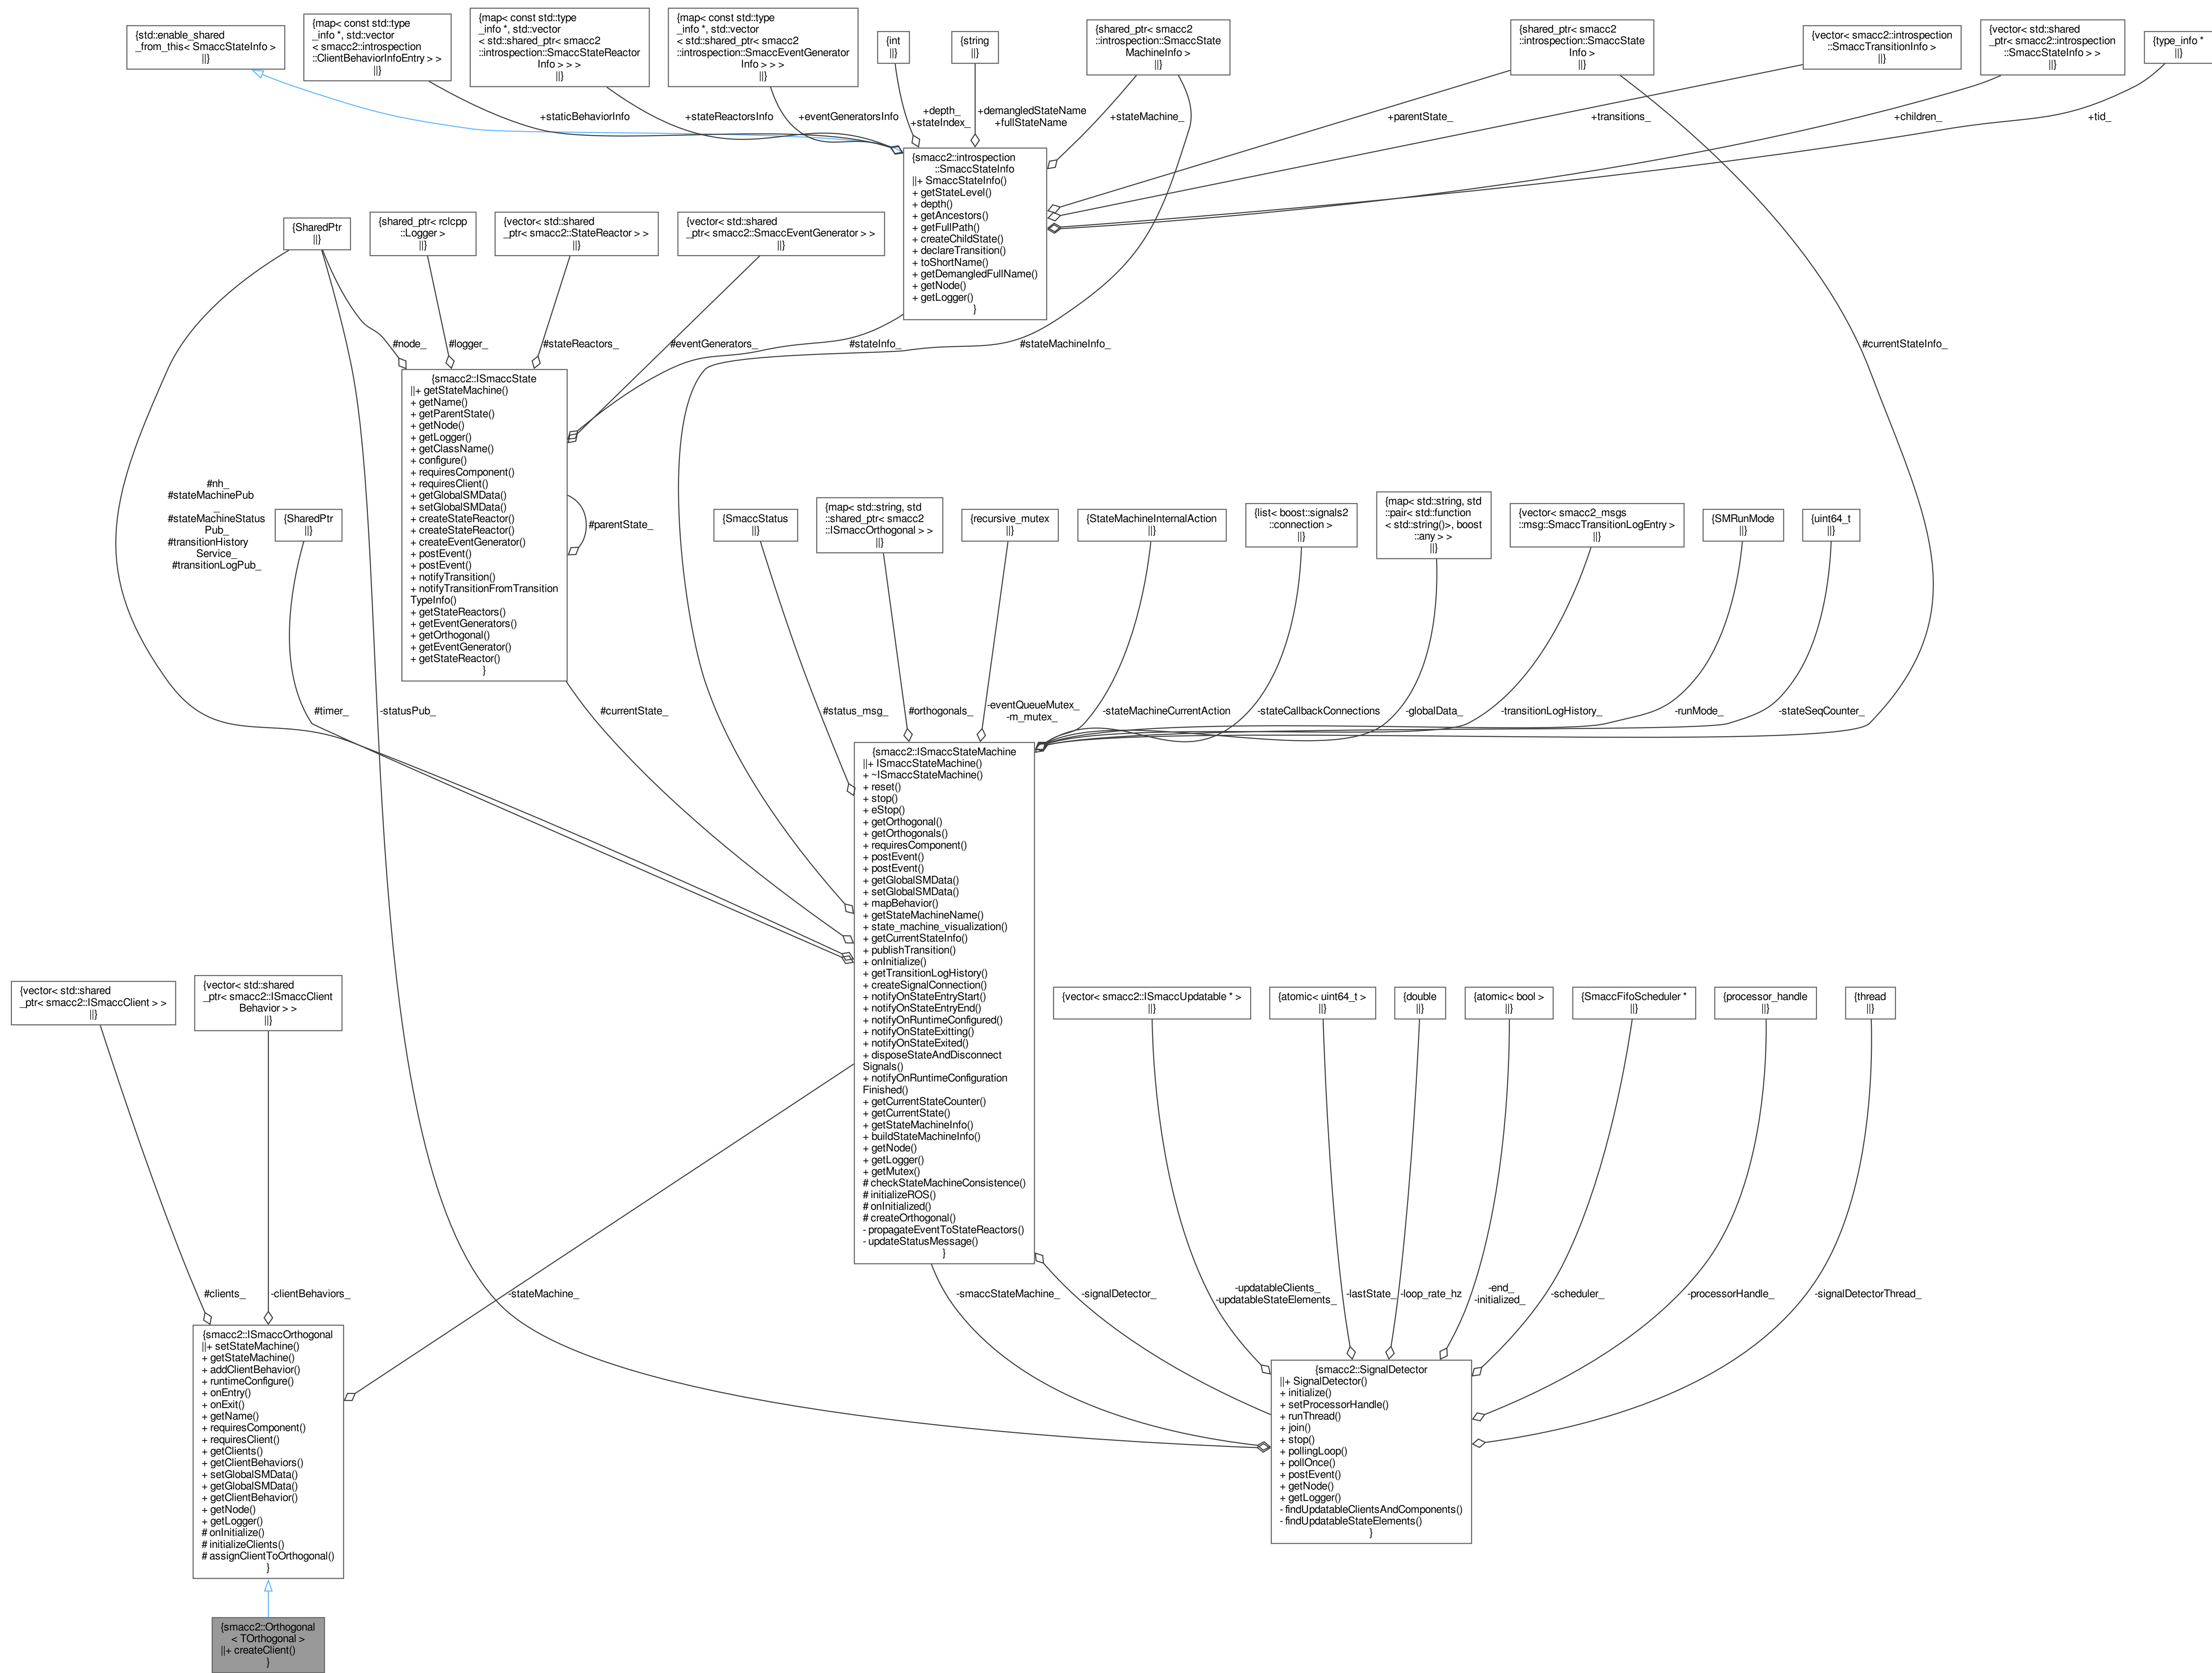 {std::enable_shared
_from_this< SmaccStateInfo >
||}
{map< const std::type
_info *, std::vector
< smacc2::introspection
::ClientBehaviorInfoEntry > >
||}
{map< const std::type
_info *, std::vector
< std::shared_ptr< smacc2
::introspection::SmaccStateReactor
Info > > >
||}
{map< const std::type
_info *, std::vector
< std::shared_ptr< smacc2
::introspection::SmaccEventGenerator
Info > > >
||}
{int
||}
{string
||}
{shared_ptr< smacc2
::introspection::SmaccState
MachineInfo >
||}
{shared_ptr< smacc2
::introspection::SmaccState
Info >
||}
{vector< smacc2::introspection
::SmaccTransitionInfo >
||}
{vector< std::shared
_ptr< smacc2::introspection
::SmaccStateInfo > >
||}
{type_info *
||}
+staticBehaviorInfo
+stateReactorsInfo
+eventGeneratorsInfo
+depth_
+stateIndex_
+demangledStateName
+fullStateName
+stateMachine_
+parentState_
+transitions_
+children_
+tid_
{smacc2::introspection
::SmaccStateInfo
||+ SmaccStateInfo()
+ getStateLevel()
+ depth()
+ getAncestors()
+ getFullPath()
+ createChildState()
+ declareTransition()
+ toShortName()
+ getDemangledFullName()
+ getNode()
+ getLogger()
}
{SharedPtr
||}
{shared_ptr< rclcpp
::Logger >
||}
{vector< std::shared
_ptr< smacc2::StateReactor > >
||}
{vector< std::shared
_ptr< smacc2::SmaccEventGenerator > >
||}
#node_
#logger_
#stateReactors_
#eventGenerators_
#stateInfo_
#stateMachineInfo_
#currentStateInfo_
{smacc2::ISmaccState
||+ getStateMachine()
+ getName()
+ getParentState()
+ getNode()
+ getLogger()
+ getClassName()
+ configure()
+ requiresComponent()
+ requiresClient()
+ getGlobalSMData()
+ setGlobalSMData()
+ createStateReactor()
+ createStateReactor()
+ createEventGenerator()
+ postEvent()
+ postEvent()
+ notifyTransition()
+ notifyTransitionFromTransition
TypeInfo()
+ getStateReactors()
+ getEventGenerators()
+ getOrthogonal()
+ getEventGenerator()
+ getStateReactor()
}
#parentState_
#nh_
#stateMachinePub
_
#stateMachineStatus
Pub_
#transitionHistory
Service_
#transitionLogPub_
{SharedPtr
||}
{SmaccStatus
||}
{map< std::string, std
::shared_ptr< smacc2
::ISmaccOrthogonal > >
||}
{recursive_mutex
||}
{StateMachineInternalAction
||}
{list< boost::signals2
::connection >
||}
{map< std::string, std
::pair< std::function
< std::string()>, boost
::any > >
||}
{vector< smacc2_msgs
::msg::SmaccTransitionLogEntry >
||}
{SMRunMode
||}
{uint64_t
||}
#timer_
-statusPub_
#currentState_
#status_msg_
#orthogonals_
-eventQueueMutex_
-m_mutex_
-stateMachineCurrentAction
-stateCallbackConnections
-globalData_
-transitionLogHistory_
-runMode_
-stateSeqCounter_
{smacc2::ISmaccStateMachine
||+ ISmaccStateMachine()
+ ~ISmaccStateMachine()
+ reset()
+ stop()
+ eStop()
+ getOrthogonal()
+ getOrthogonals()
+ requiresComponent()
+ postEvent()
+ postEvent()
+ getGlobalSMData()
+ setGlobalSMData()
+ mapBehavior()
+ getStateMachineName()
+ state_machine_visualization()
+ getCurrentStateInfo()
+ publishTransition()
+ onInitialize()
+ getTransitionLogHistory()
+ createSignalConnection()
+ notifyOnStateEntryStart()
+ notifyOnStateEntryEnd()
+ notifyOnRuntimeConfigured()
+ notifyOnStateExitting()
+ notifyOnStateExited()
+ disposeStateAndDisconnect
Signals()
+ notifyOnRuntimeConfiguration
Finished()
+ getCurrentStateCounter()
+ getCurrentState()
+ getStateMachineInfo()
+ buildStateMachineInfo()
+ getNode()
+ getLogger()
+ getMutex()
# checkStateMachineConsistence()
# initializeROS()
# onInitialized()
# createOrthogonal()
- propagateEventToStateReactors()
- updateStatusMessage()
}
{vector< std::shared
_ptr< smacc2::ISmaccClient > >
||}
{vector< std::shared
_ptr< smacc2::ISmaccClient
Behavior > >
||}
{vector< smacc2::ISmaccUpdatable * >
||}
{atomic< uint64_t >
||}
{double
||}
{atomic< bool >
||}
{SmaccFifoScheduler *
||}
{processor_handle
||}
{thread
||}
#clients_
-clientBehaviors_
-stateMachine_
-smaccStateMachine_
-signalDetector_
-updatableClients_
-updatableStateElements_
-lastState_
-loop_rate_hz
-end_
-initialized_
-scheduler_
-processorHandle_
-signalDetectorThread_
{smacc2::ISmaccOrthogonal
||+ setStateMachine()
+ getStateMachine()
+ addClientBehavior()
+ runtimeConfigure()
+ onEntry()
+ onExit()
+ getName()
+ requiresComponent()
+ requiresClient()
+ getClients()
+ getClientBehaviors()
+ setGlobalSMData()
+ getGlobalSMData()
+ getClientBehavior()
+ getNode()
+ getLogger()
# onInitialize()
# initializeClients()
# assignClientToOrthogonal()
}
{smacc2::SignalDetector
||+ SignalDetector()
+ initialize()
+ setProcessorHandle()
+ runThread()
+ join()
+ stop()
+ pollingLoop()
+ pollOnce()
+ postEvent()
+ getNode()
+ getLogger()
- findUpdatableClientsAndComponents()
- findUpdatableStateElements()
}
{smacc2::Orthogonal
< TOrthogonal >
||+ createClient()
}